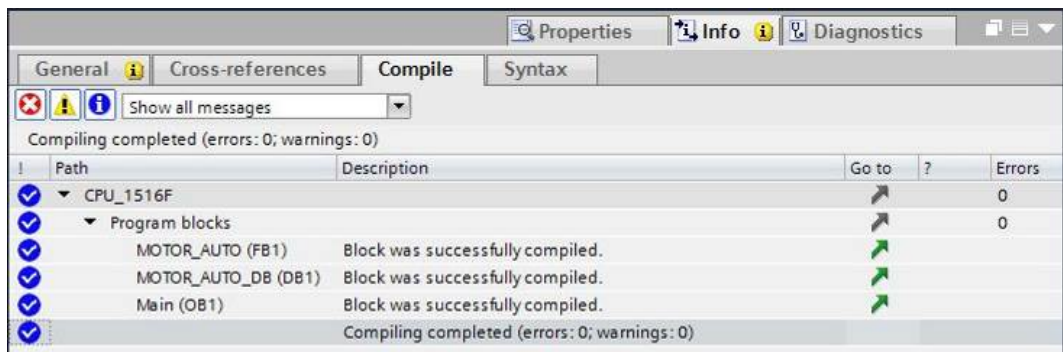 Properties Info Diagnostics
General Cross-references Compile Syntax
Show all messages
Compiling completed (errors: 0; warnings: 0)
! Path Description Go to ? Errors
CPU_1516F 0
Program blocks 0
MOTOR_AUTO (FB1) Block was successfully compiled.
MOTOR_AUTO_DB (DB1) Block was successfully compiled.
Main (OB1) Block was successfully compiled.
Compiling completed (errors: 0; warnings: 0)